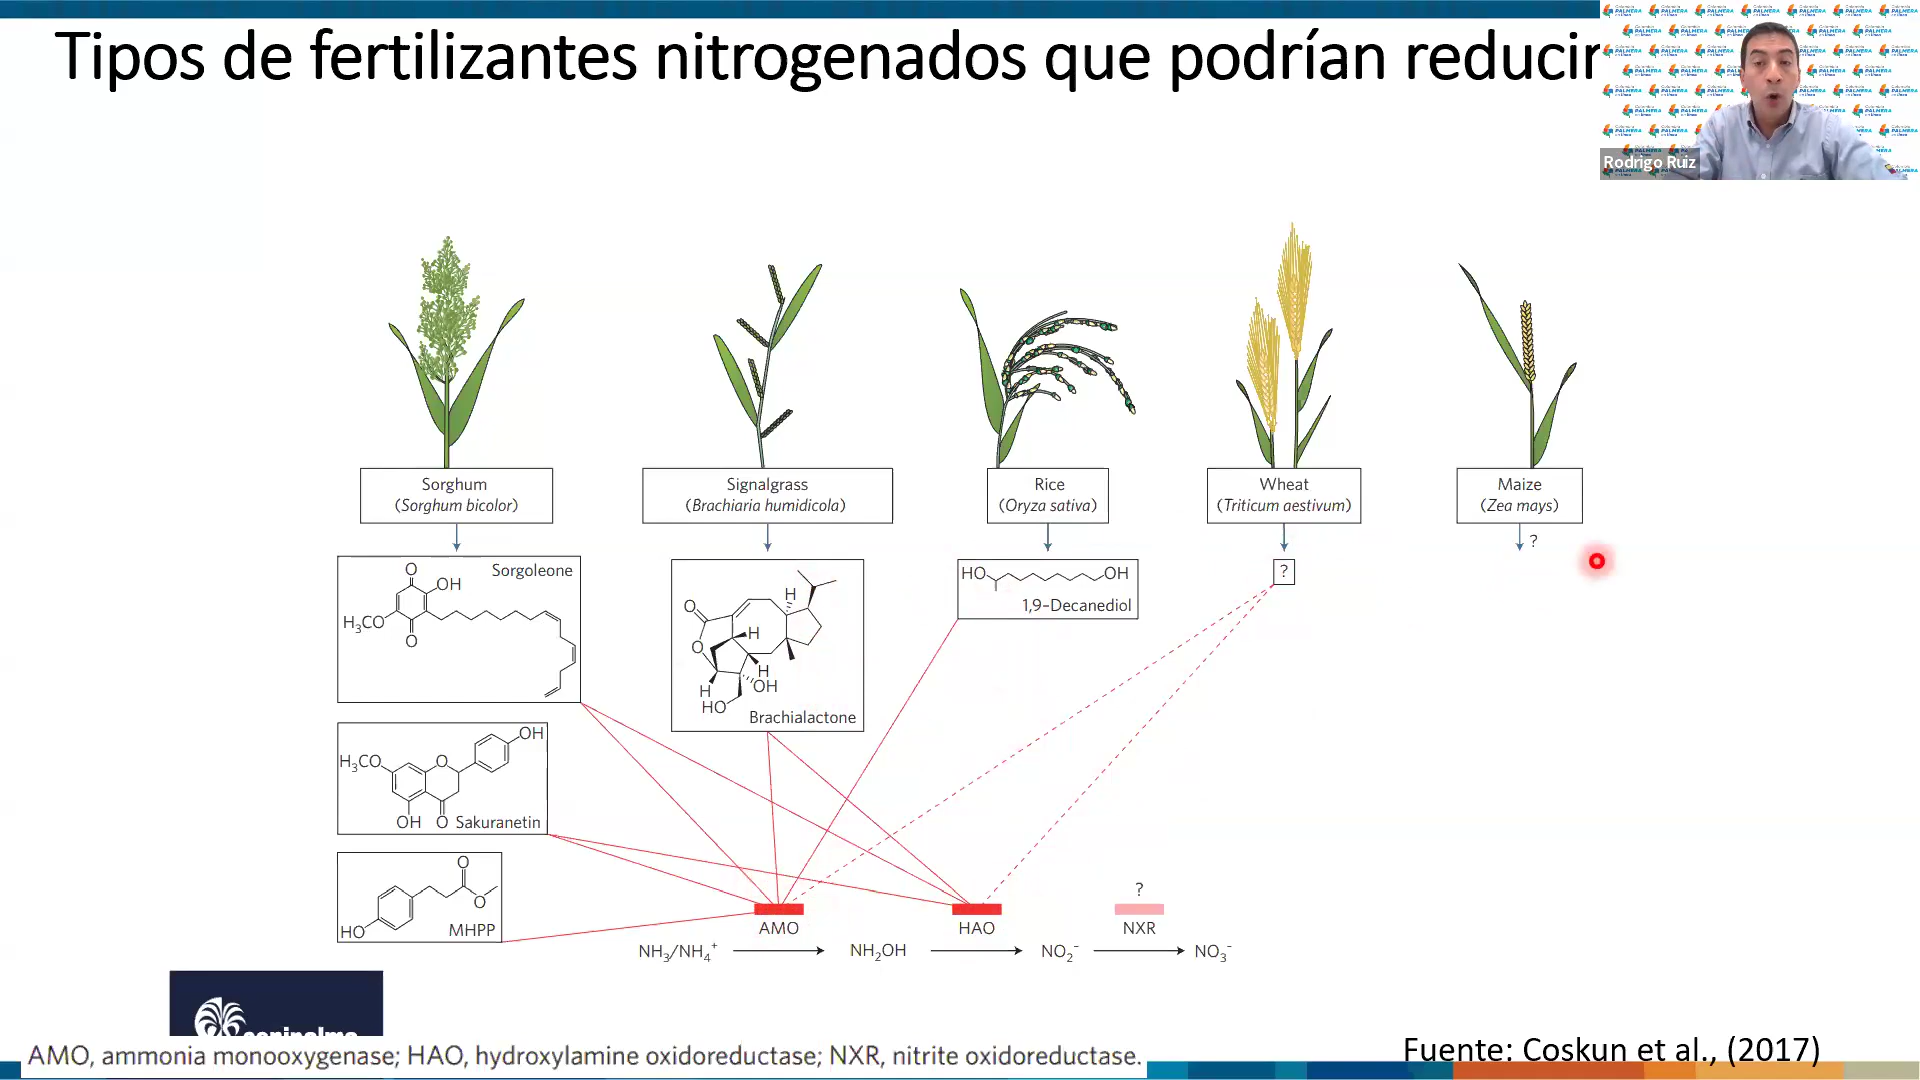 Tipos de fertilizantes nitrogenados que podrían reducir
Rodrigo Ruiz
Sorghum
(Sorghum bicolor)
Signalgrass
(Brachiaria humidicola)
Rice
(Oryza sativa)
Wheat
(Triticum aestivum)
Maize
(Zea mays)
?
?
Sorgoleone
O
OH
H₃CO
O
Brachialactone
O
O
H
H
H
H
OH
HO
HO
OH
1,9–Decanediol
H₃CO
O
OH
OH
O
Sakuranetin
O
O
HO
MHPP
?
AMO
HAO
NXR
NH₃/NH₄⁺
NH₂OH
NO₂⁻
NO₃⁻
cenipalma
AMO, ammonia monooxygenase; HAO, hydroxylamine oxidoreductase; NXR, nitrite oxidoreductase.
Fuente: Coskun et al., (2017)